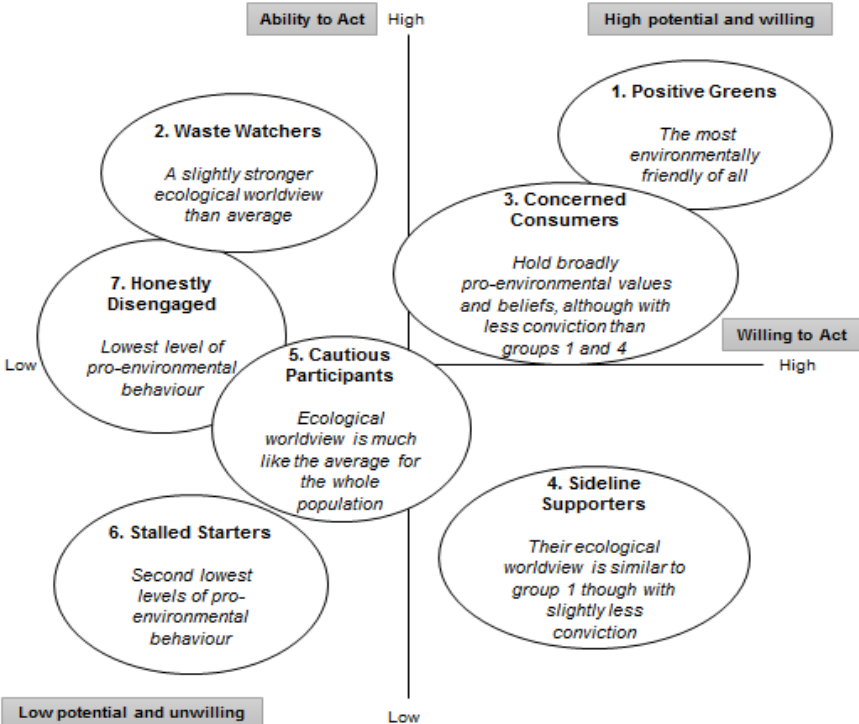 Ability to Act
High
High potential and willing
1. Positive Greens
The most
environmentally
friendly of all
2. Waste Watchers
A slightly stronger
ecological worldview
than average
3. Concerned
Consumers
Hold broadly
pro-environmental values
and beliefs, although with
less conviction than
groups 1 and 4
7. Honestly
Disengaged
Lowest level of
pro-environmental
behaviour
Willing to Act
Low
High
5. Cautious
Participants
Ecological
worldview is much
like the average for
the whole
population
4. Sideline
Supporters
Their ecological
worldview is similar to
group 1 though with
slightly less
conviction
6. Stalled Starters
Second lowest
levels of pro-
environmental
behaviour
Low potential and unwilling
Low